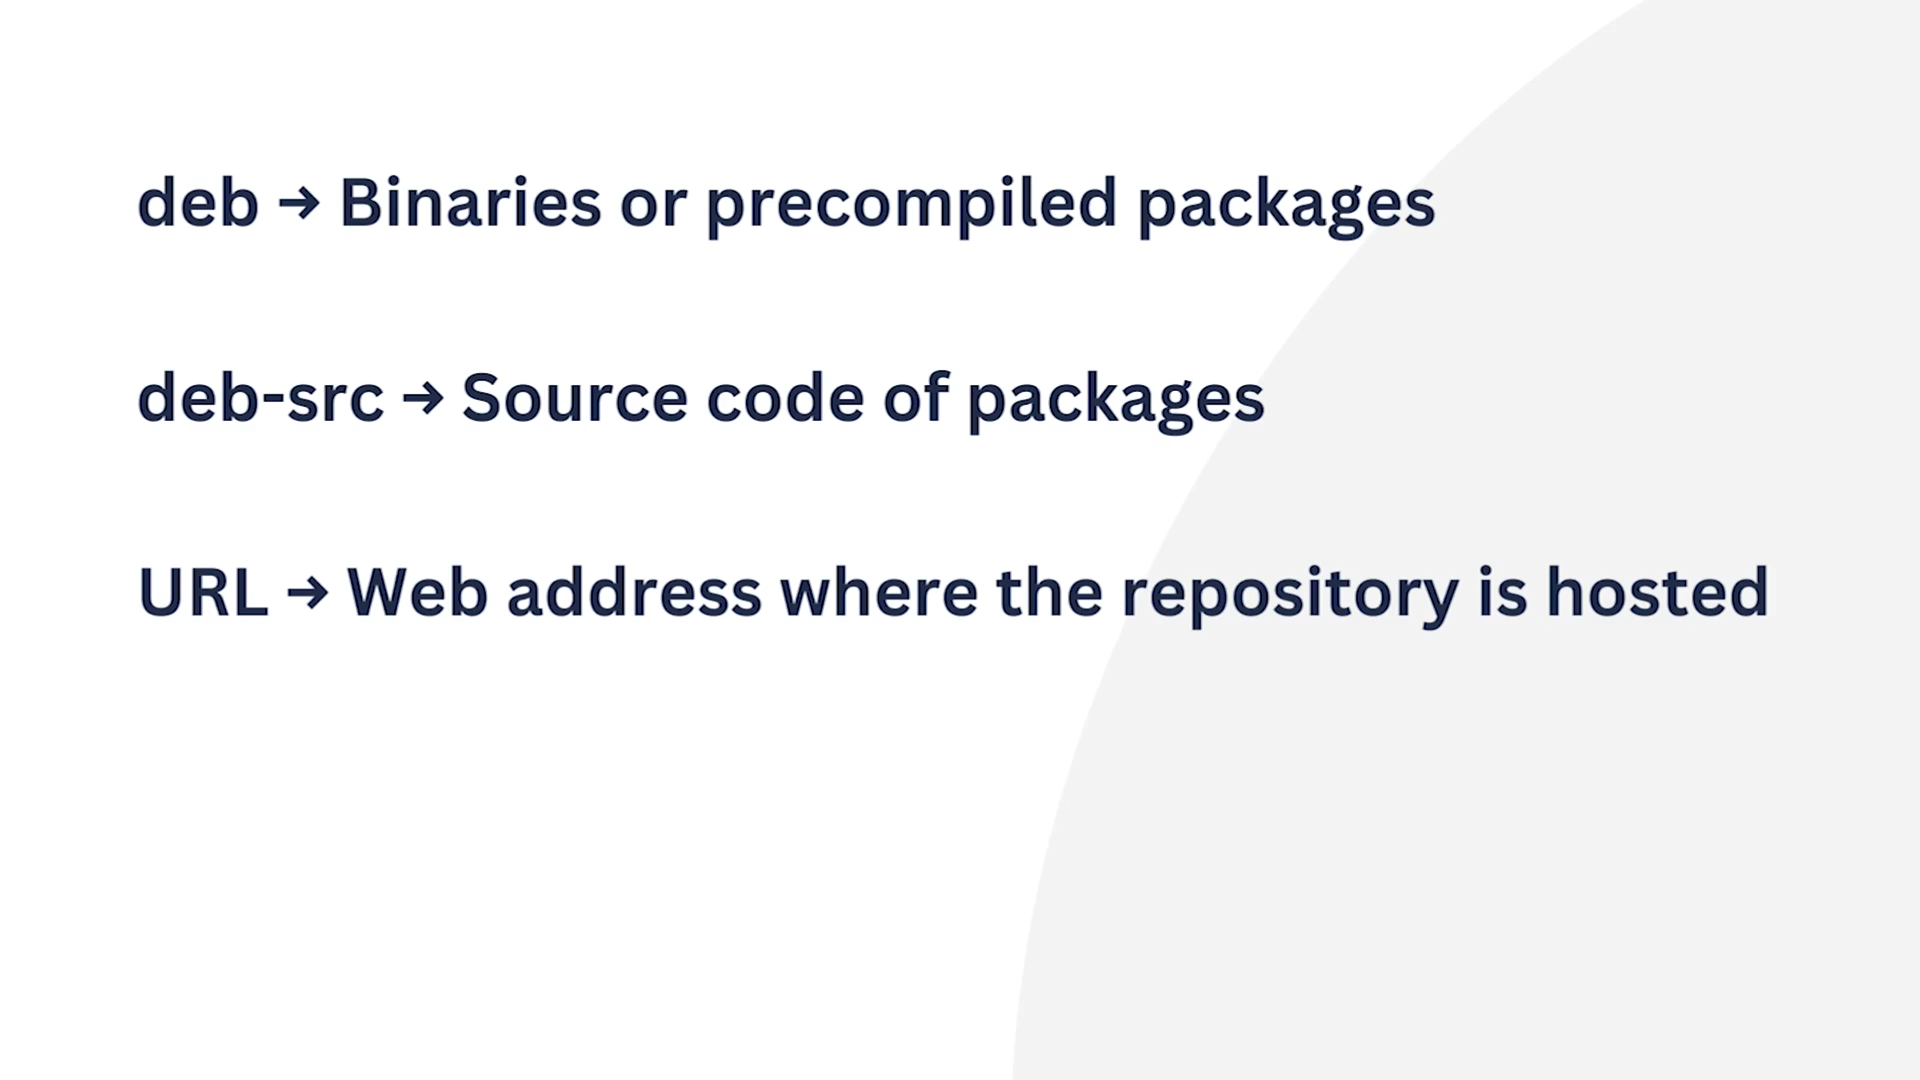 deb → Binaries or precompiled packages
deb-src → Source code of packages
URL → Web address where the repository is hosted